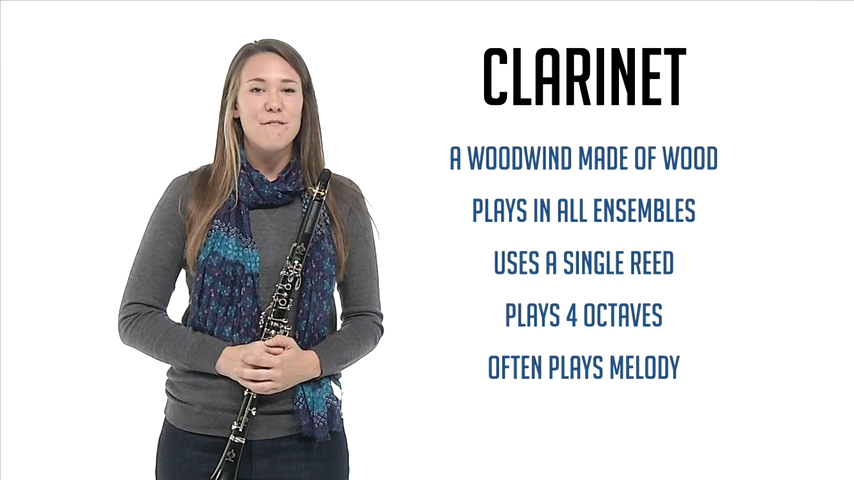 CLARINET
A WOODWIND MADE OF WOOD
PLAYS IN ALL ENSEMBLES
USES A SINGLE REED
PLAYS 4 OCTAVES
OFTEN PLAYS MELODY